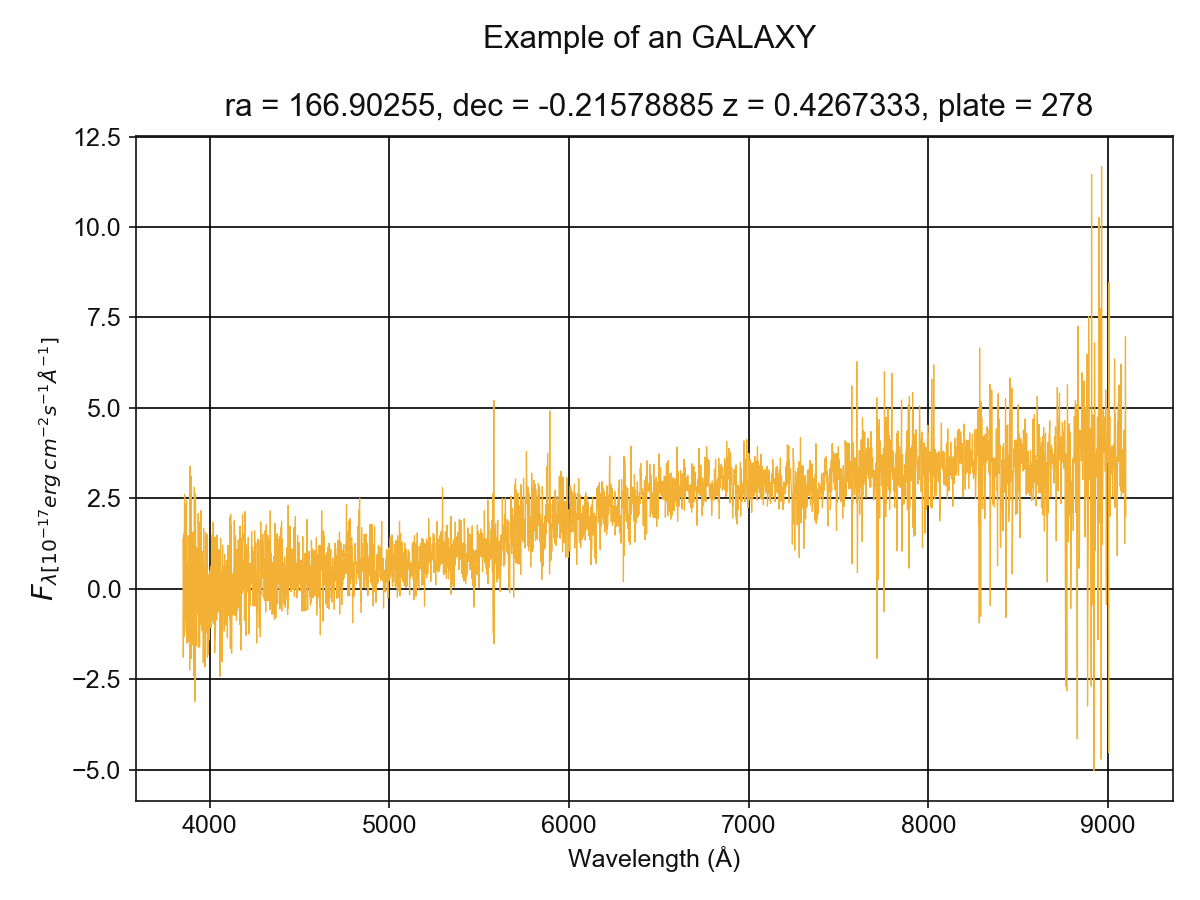 Example of an GALAXY
ra = 166.90255, dec = -0.21578885 z = 0.4267333, plate = 278
12.5
10.0
7.5
5.0
2.5
0.0
−2.5
−5.0
F_{λ[10^{−17} erg cm^{−2} s^{−1} Å^{−1}]}
4000 5000 6000 7000 8000 9000
Wavelength (Å)